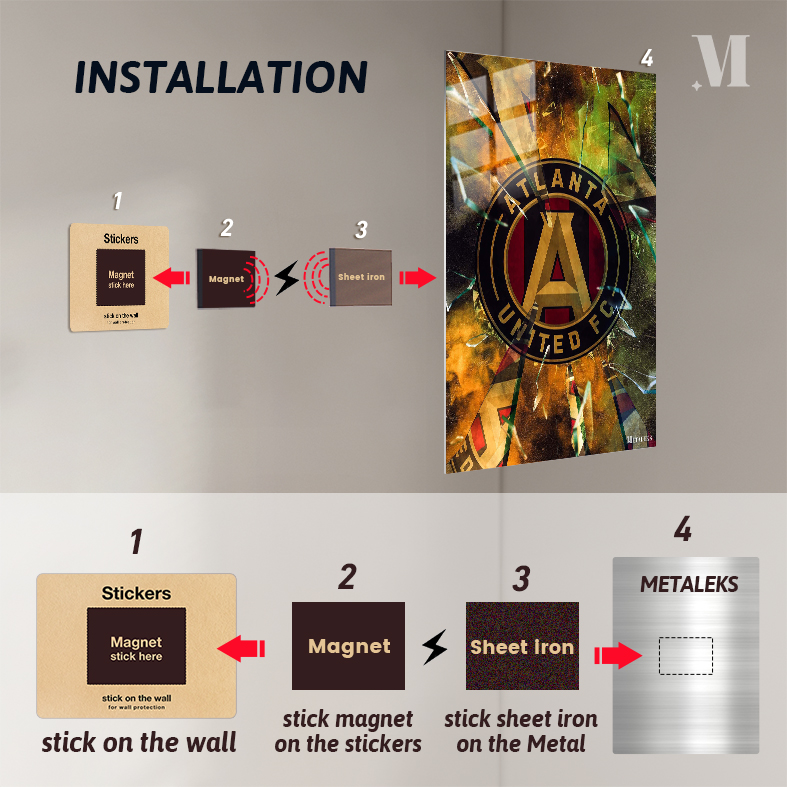 INSTALLATION
M
4
1
Stickers
Magnet
stick here
stick on the wall
for wall protection
2
Magnet
3
Sheet iron
ATLANTA
A
UNITED FC
METALEKS
1
Stickers
Magnet
stick here
stick on the wall
for wall protection
stick on the wall
2
Magnet
stick magnet
on the stickers
3
Sheet iron
stick sheet iron
on the Metal
4
METALEKS